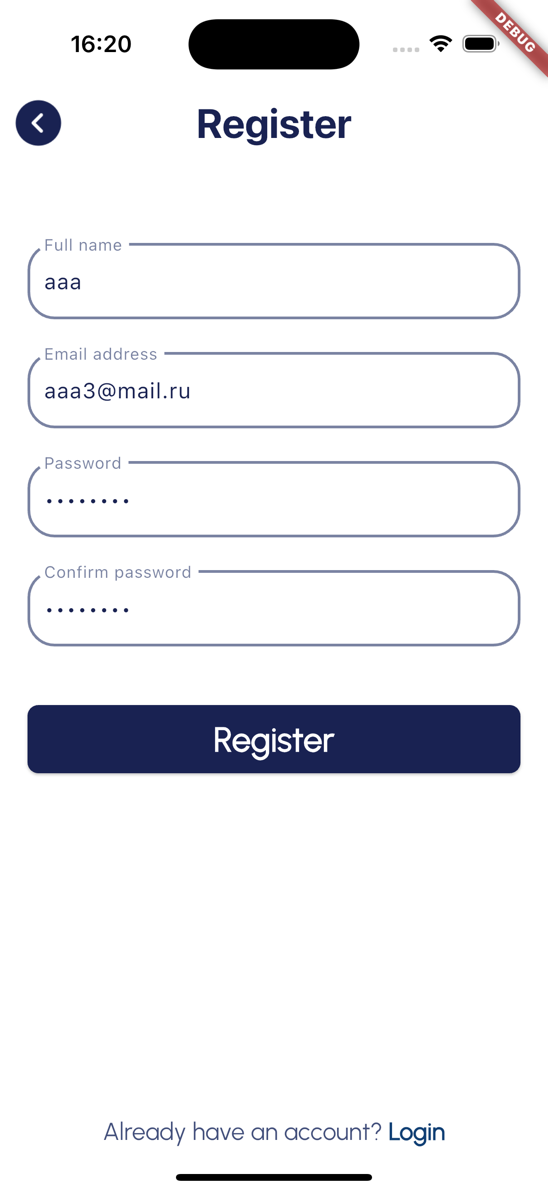 16:20
DEBUG
Register
Full name
aaa
Email address
aaa3@mail.ru
Password
••••••••
Confirm password
••••••••
Register
Already have an account? Login